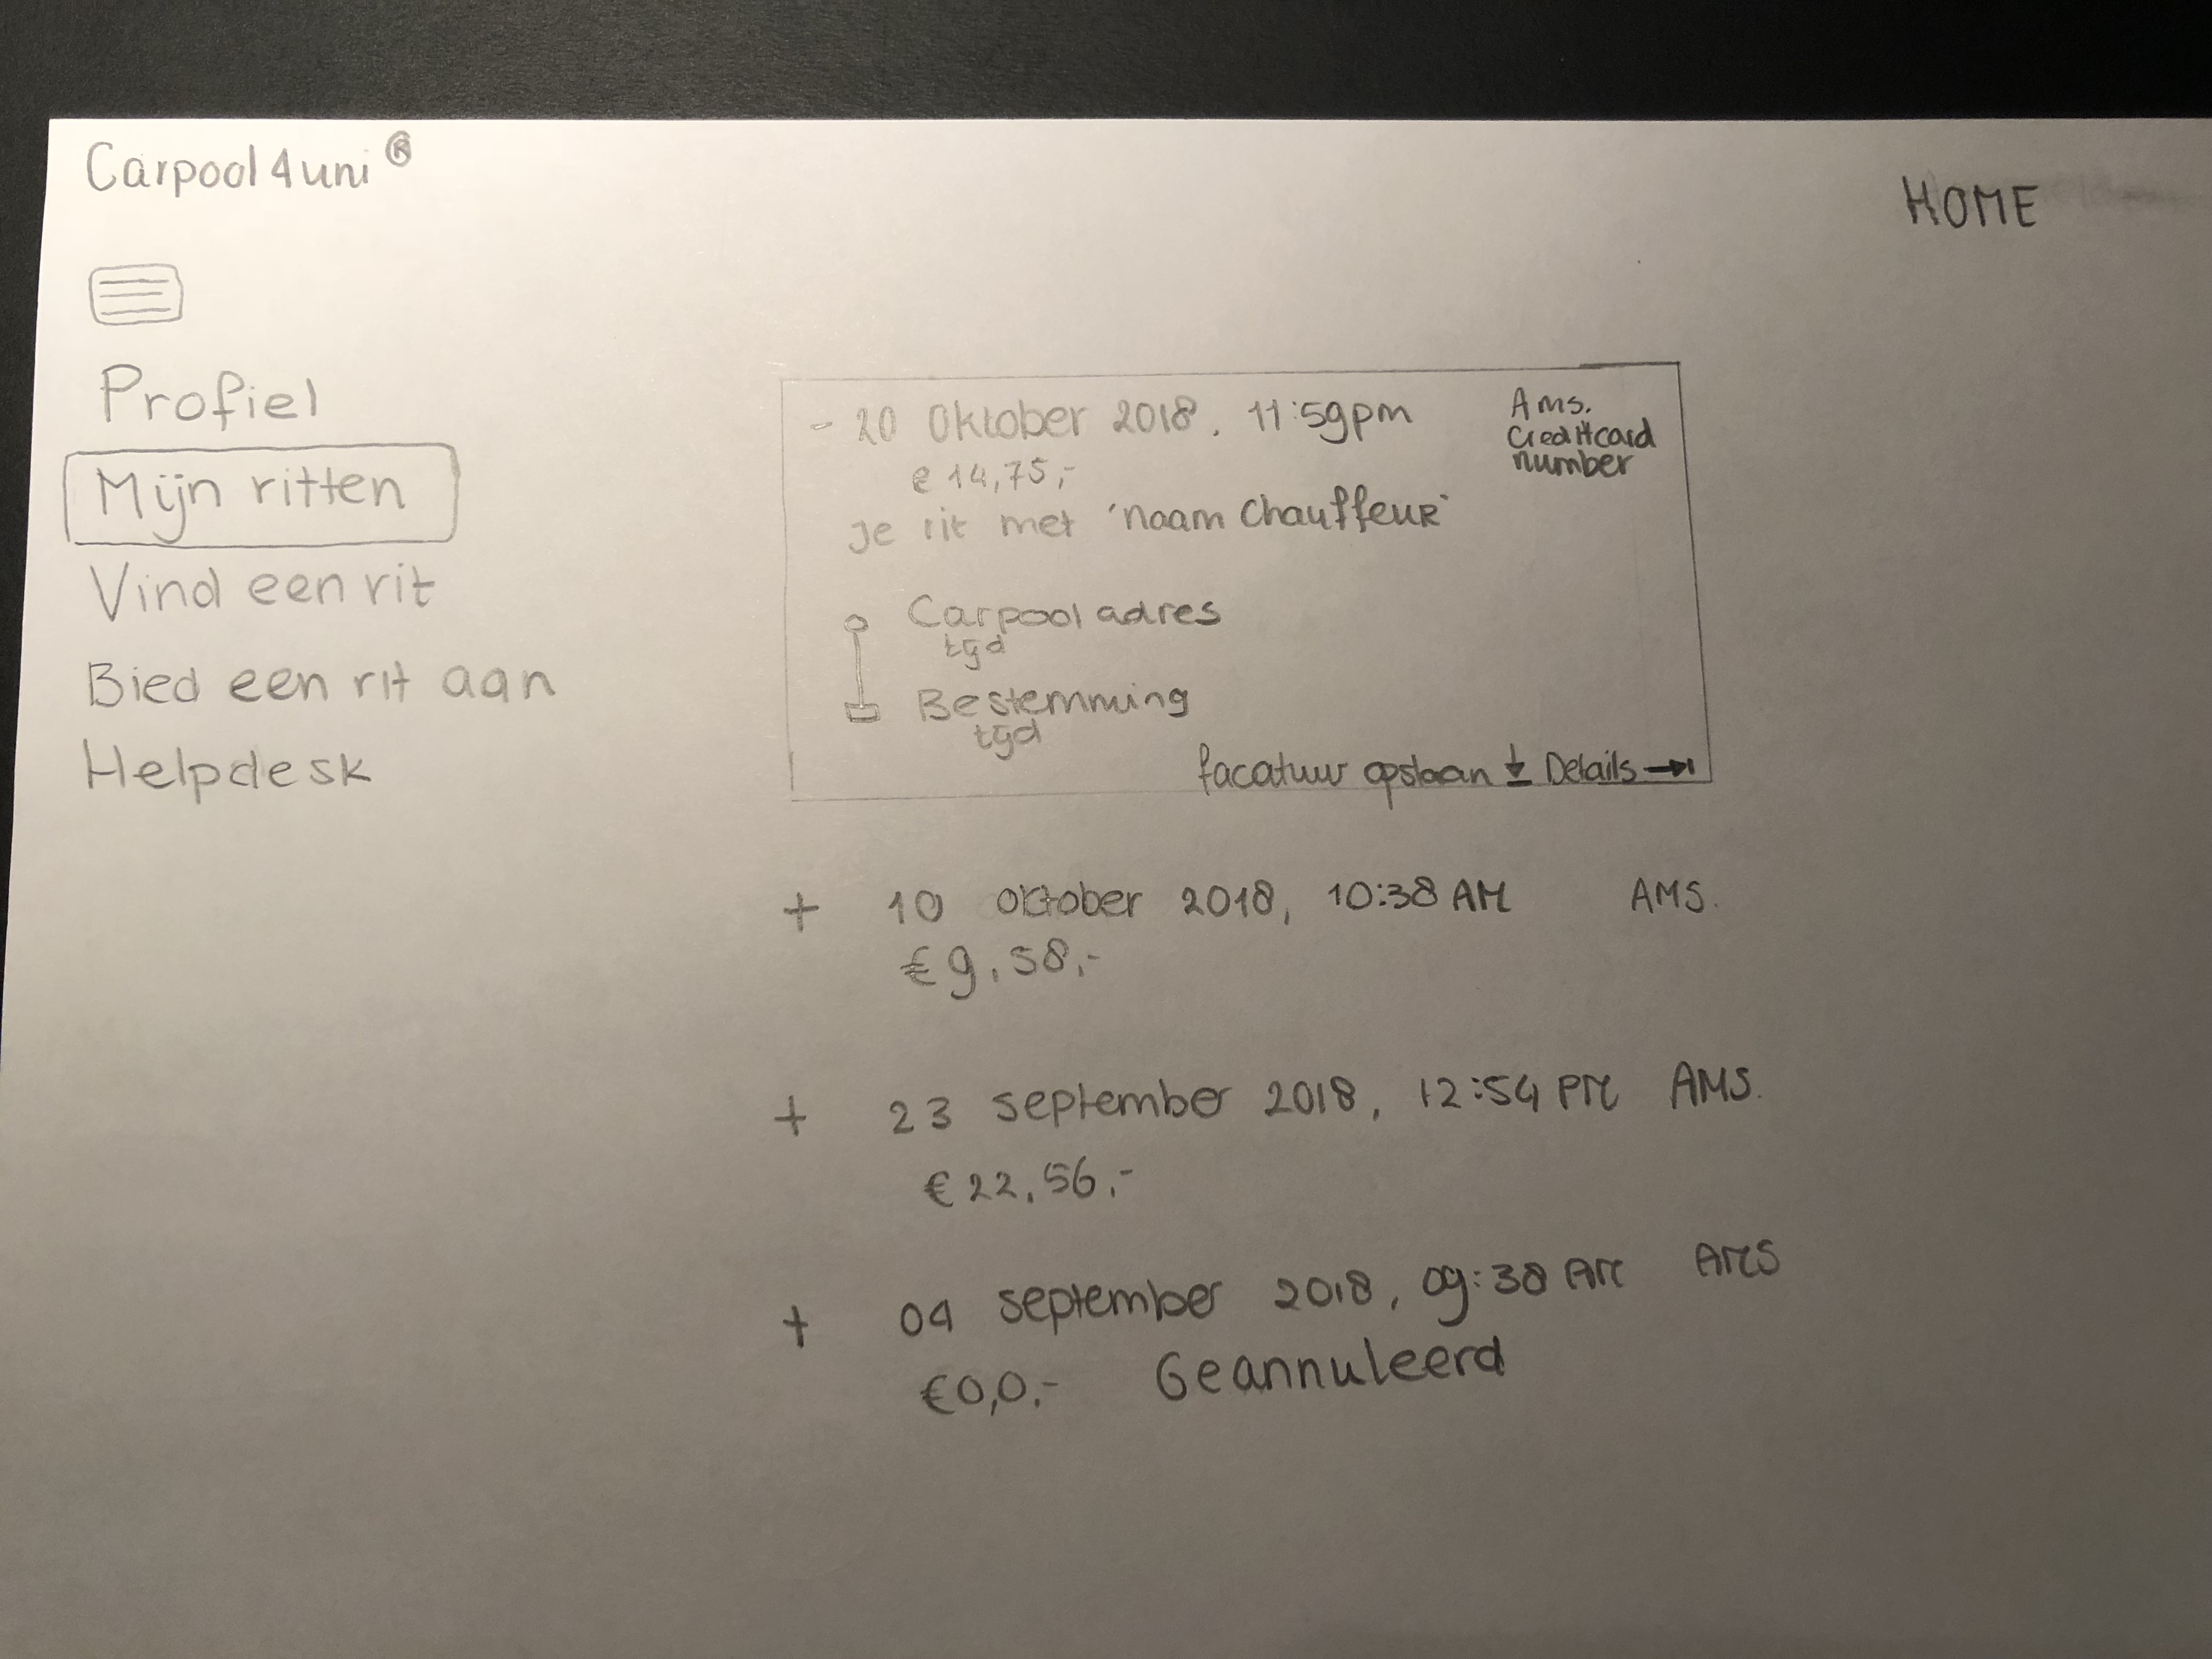 Carpool4uni ®
HOME
Profiel
Mijn ritten
Vind een rit
Bied een rit aan
Helpdesk
- 20 Oktober 2018, 11:59pm
Ams.
Creditcard
number
€ 14,75,-
Je rit met 'naam Chauffeur'
Carpool adres
tijd
Bestemming
tijd
facatuur opslaan Details
+ 10 oktober 2018, 10:38 AM AMS.
€9,58,-
+ 23 september 2018, 12:54 PM AMS.
€22,56,-
+ 04 september 2018, 09:38 AM AMS
€0,0,- Geannuleerd